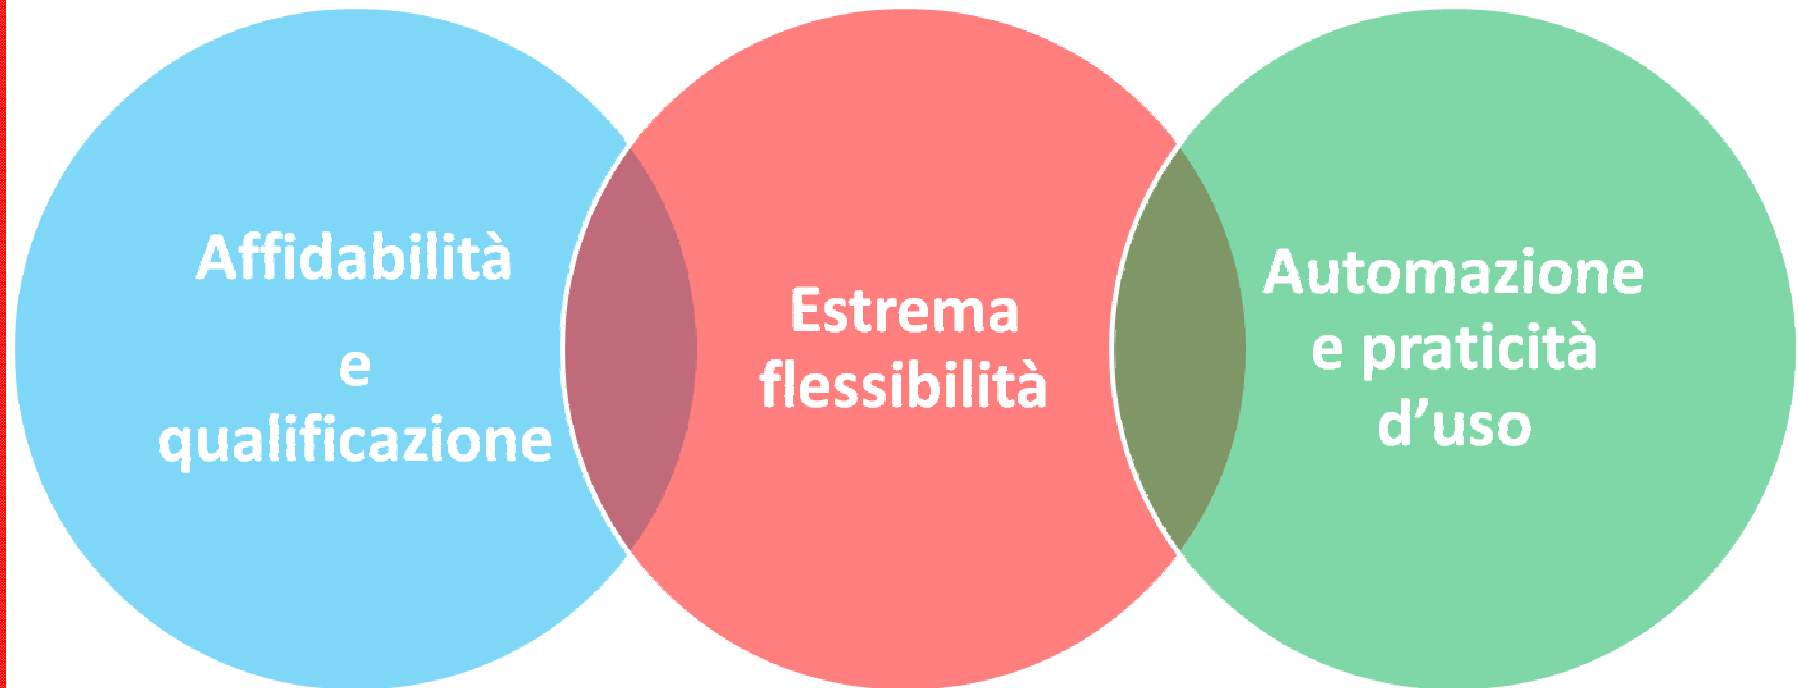 Affidabilità
e
qualificazione
Estrema
flessibilità
Automazione
e praticità
d’uso